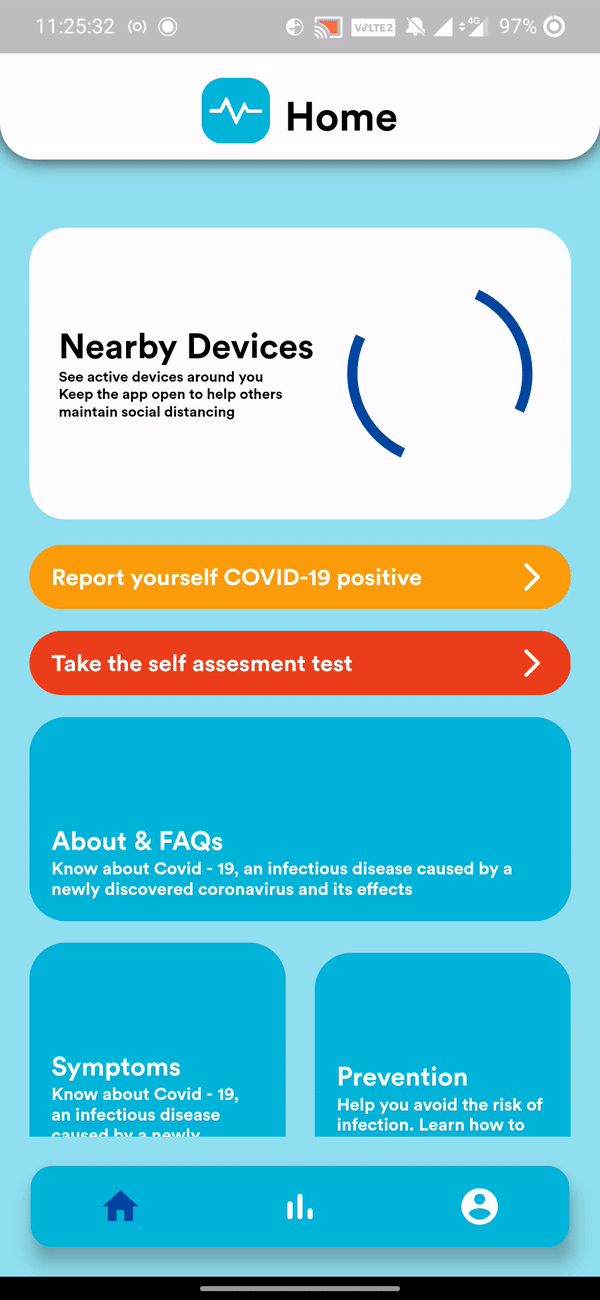 11:25:32 VoLTE2 4G 97%
Home
Nearby Devices
See active devices around you
Keep the app open to help others
maintain social distancing
Report yourself COVID-19 positive
Take the self assesment test
About & FAQs
Know about Covid - 19, an infectious disease caused by a
newly discovered coronavirus and its effects
Symptoms
Know about Covid - 19,
an infectious disease
caused by a newly
Prevention
Help you avoid the risk of
infection. Learn how to